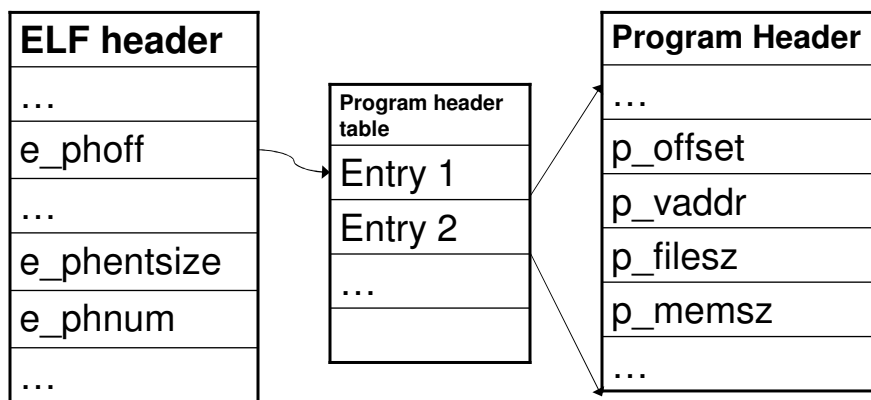 ELF header
...
e_phoff
...
e_phentsize
e_phnum
...
Program header
table
Entry 1
Entry 2
...
Program Header
...
p_offset
p_vaddr
p_filesz
p_memsz
...